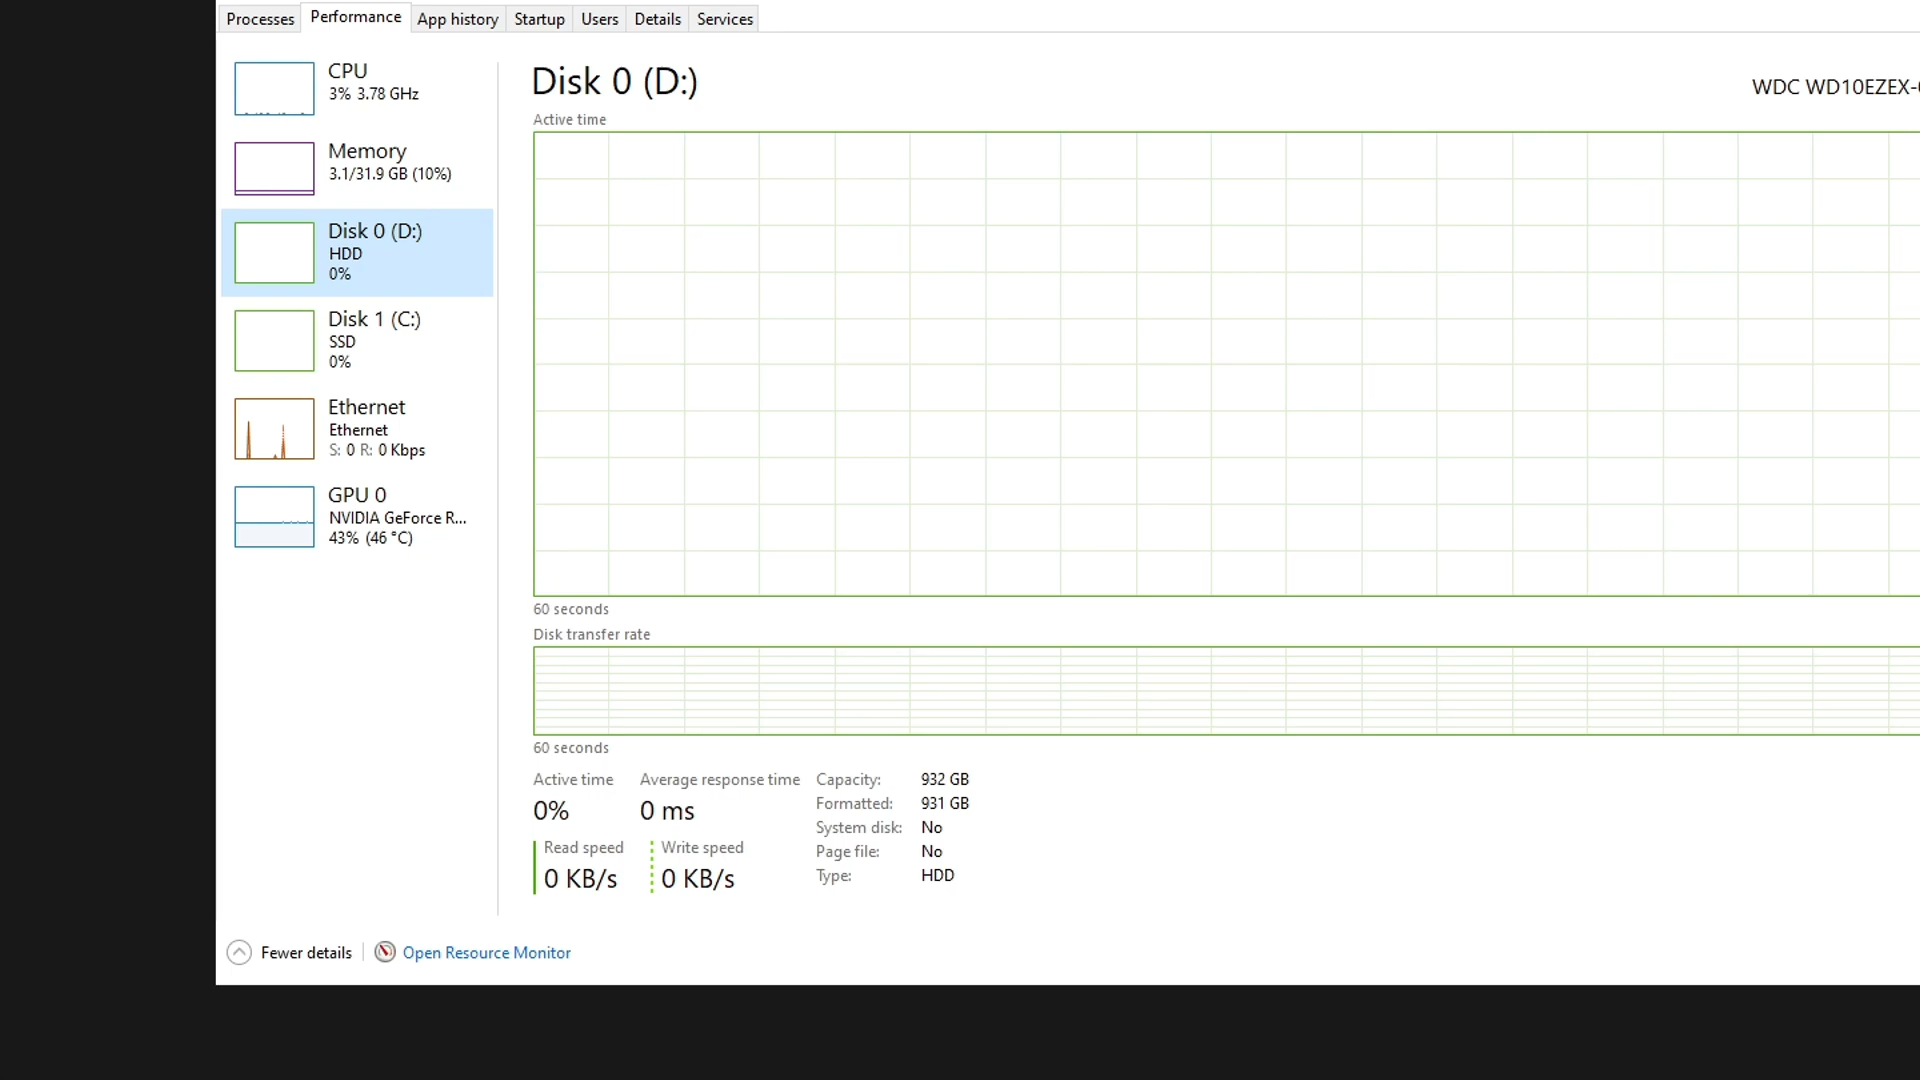 Processes Performance App history Startup Users Details Services
CPU
3% 3.78 GHz
Memory
3.1/31.9 GB (10%)
Disk 0 (D:)
HDD
0%
Disk 1 (C:)
SSD
0%
Ethernet
Ethernet
S: 0 R: 0 Kbps
GPU 0
NVIDIA GeForce R...
43% (46 °C)
Disk 0 (D:)
WDC WD10EZEX-
Active time
60 seconds
Disk transfer rate
60 seconds
Active time Average response time
0% 0 ms
Read speed Write speed
0 KB/s 0 KB/s
Capacity: 932 GB
Formatted: 931 GB
System disk: No
Page file: No
Type: HDD
Fewer details Open Resource Monitor